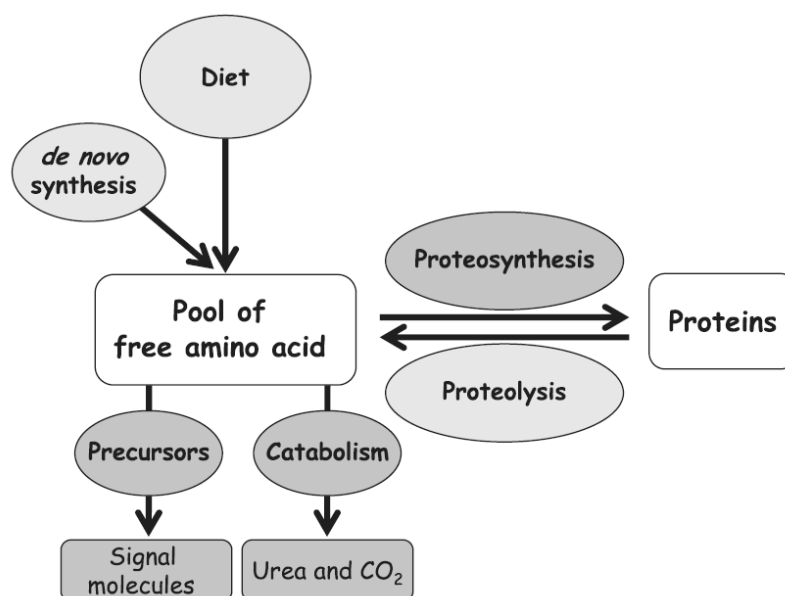 Diet
de novo
synthesis
Proteosynthesis
Pool of
free amino acid
Proteins
Proteolysis
Precursors
Catabolism
Signal
molecules
Urea and CO₂